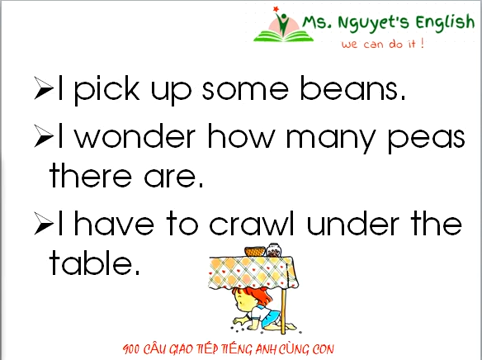 Ms. Nguyet's English
we can do it !
➢I pick up some beans.
➢I wonder how many peas
there are.
➢I have to crawl under the
table.
900 CÂU GIAO TIẾP TIẾNG ANH CÙNG CON